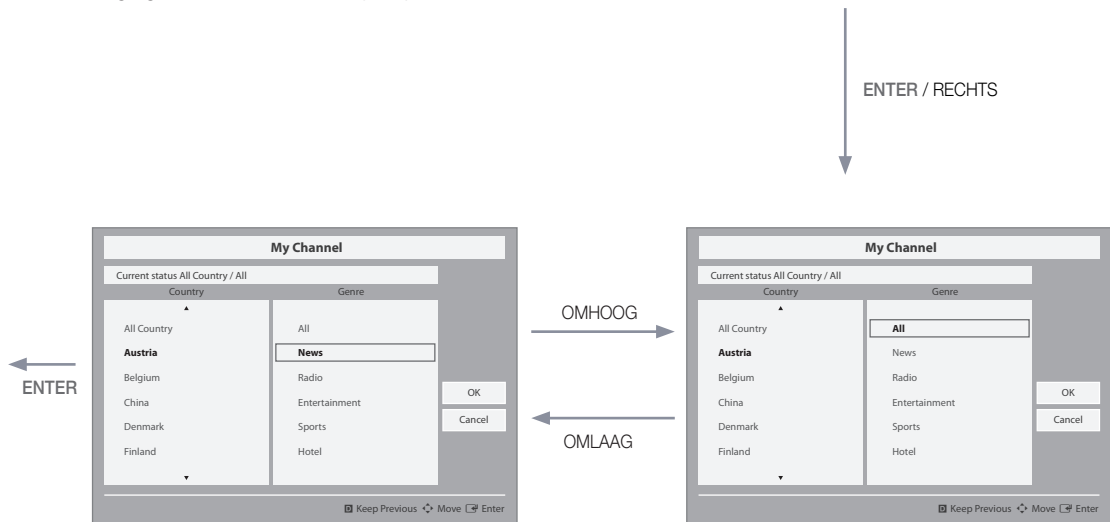 ENTER / RECHTS
My Channel
Current status All Country / All
Country Genre
All Country All
Austria News
Belgium Radio
China Entertainment
Denmark Sports
Finland Hotel
OK
Cancel
Keep Previous Move Enter
ENTER
OMHOOG
OMLAAG
My Channel
Current status All Country / All
Country Genre
All Country All
Austria News
Belgium Radio
China Entertainment
Denmark Sports
Finland Hotel
OK
Cancel
Keep Previous Move Enter